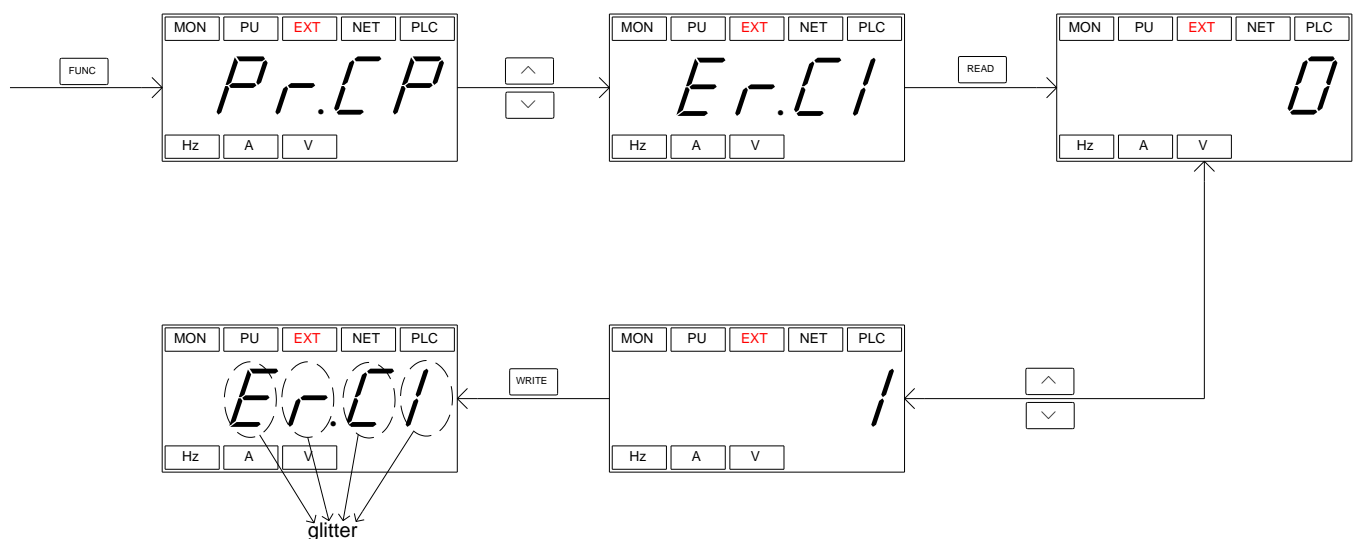 MON PU EXT NET PLC
Pr.CP
Hz A V
FUNC
MON PU EXT NET PLC
Er.C1
Hz A V
READ
MON PU EXT NET PLC
0
Hz A V
MON PU EXT NET PLC
Er.C1
Hz A V
WRITE
MON PU EXT NET PLC
1
Hz A V
glitter